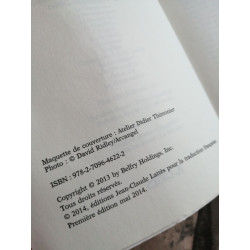 Maquette de couverture : Atelier Didier Thimonier
Photo : © David Ridley/Arcangel
ISBN : 978-2-7096-4622-2
Copyright © 2013 by Belfry Holdings, Inc.
Tous droits réservés.
© 2014, éditions Jean-Claude Lattès pour la traduction française.
Première édition mai 2014.